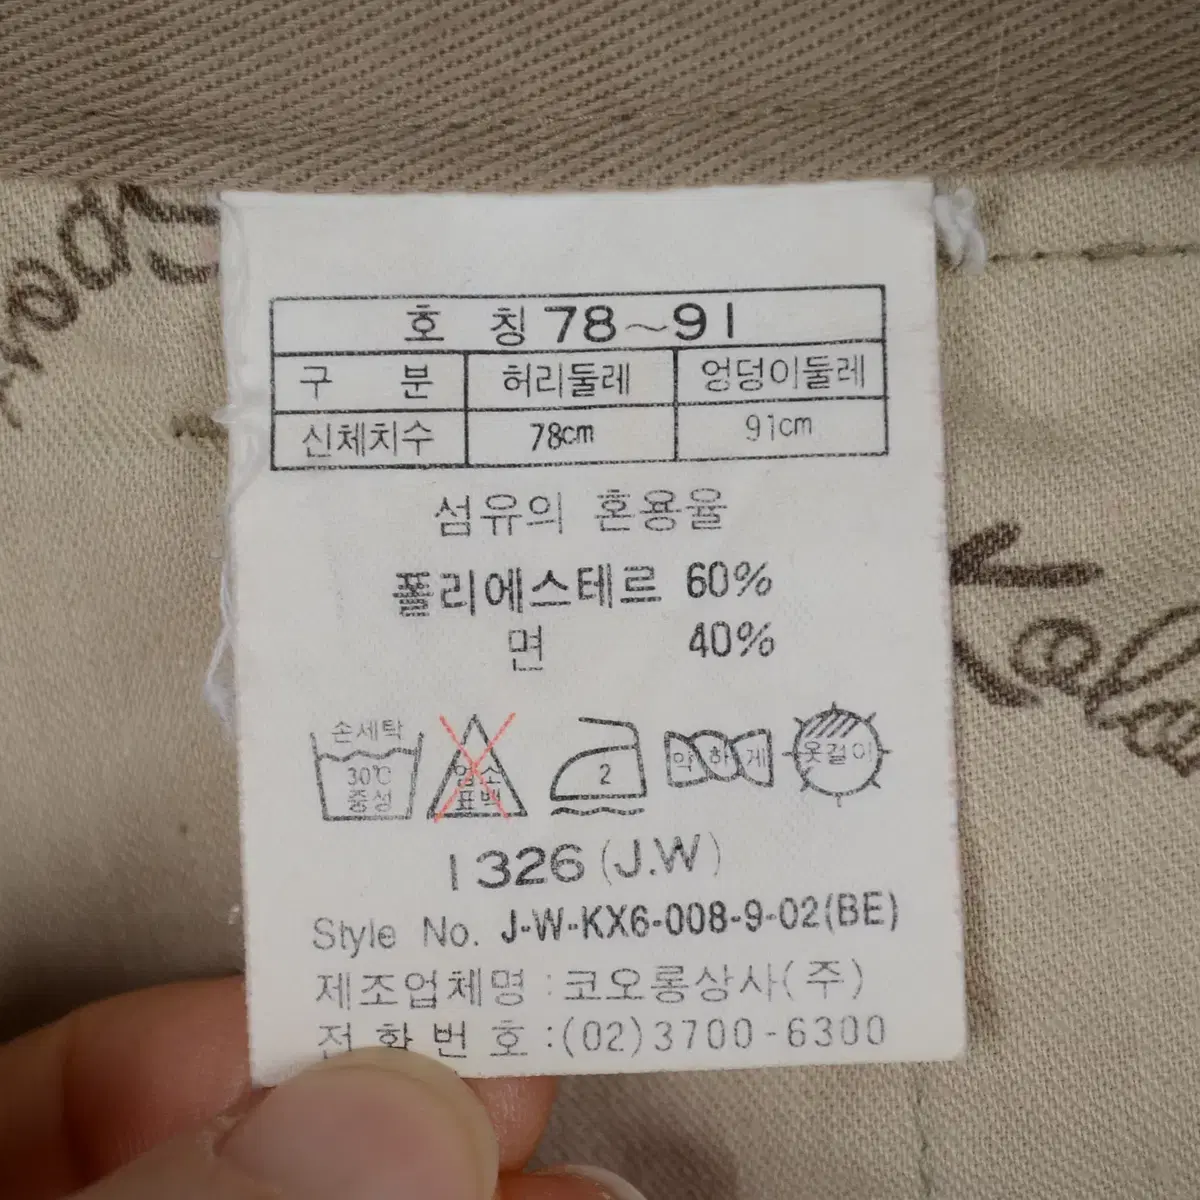 호 칭 78~91
구 분 허리둘레 엉덩이둘레
신체치수 78cm 91cm
섬유의 혼용율
폴리에스테르 60%
면 40%
손세탁
30℃
중성
염소
표백
2
약하게
옷걸이
1326(J.W)
Style No. J-W-KX6-008-9-02(BE)
제조업체명 : 코오롱상사(주)
전화번호 : (02)3700-6300
Kolon